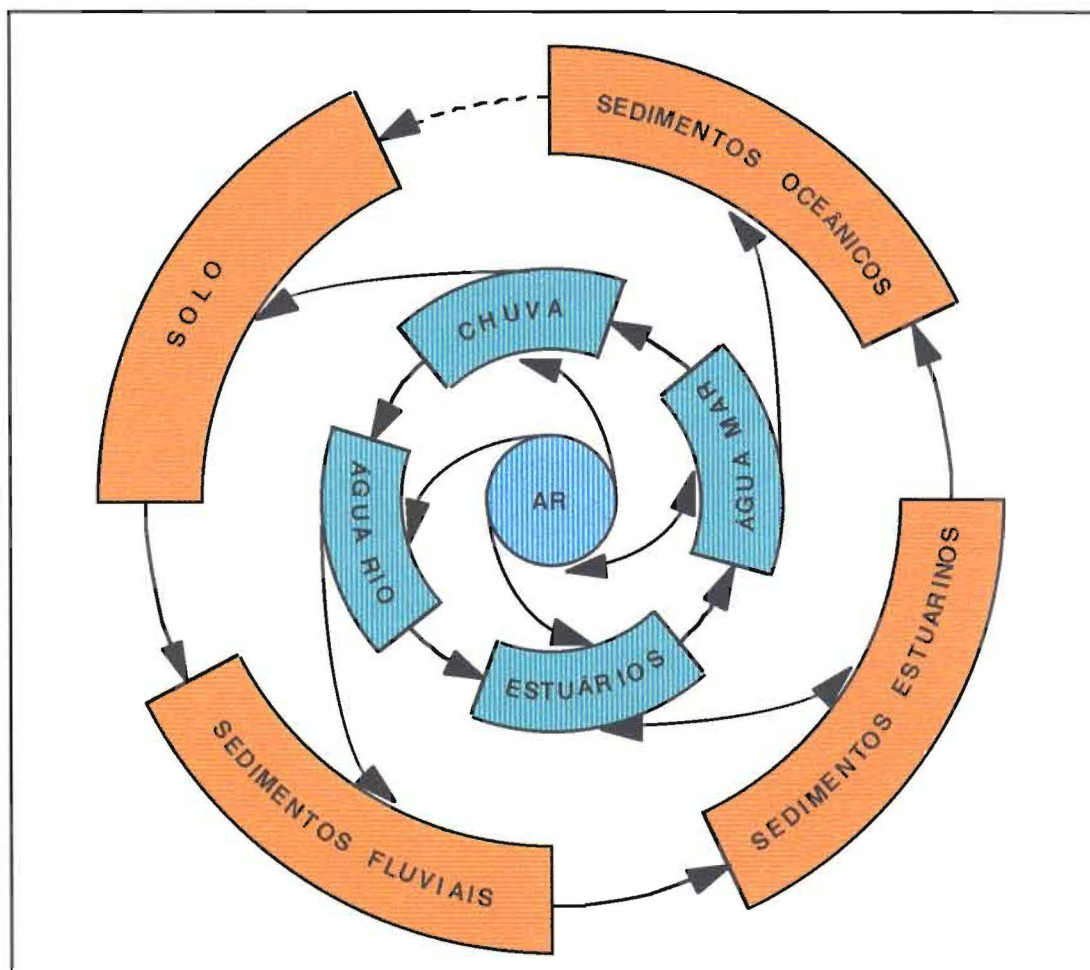 SEDIMENTOS OCEÂNICOS
SOLO
CHUVA
ÁGUA MAR
ÁGUA RIO
AR
ESTUÁRIOS
SEDIMENTOS ESTUARINOS
SEDIMENTOS FLUVIAIS